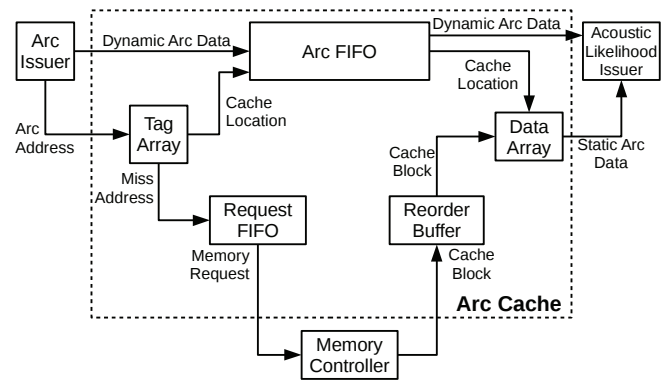 Arc
Issuer
Dynamic Arc Data
Arc FIFO
Dynamic Arc Data
Acoustic
Likelihood
Issuer
Cache
Location
Cache
Location
Arc
Address
Tag
Array
Data
Array
Static Arc
Data
Miss
Address
Cache
Block
Request
FIFO
Reorder
Buffer
Memory
Request
Cache
Block
Arc Cache
Memory
Controller